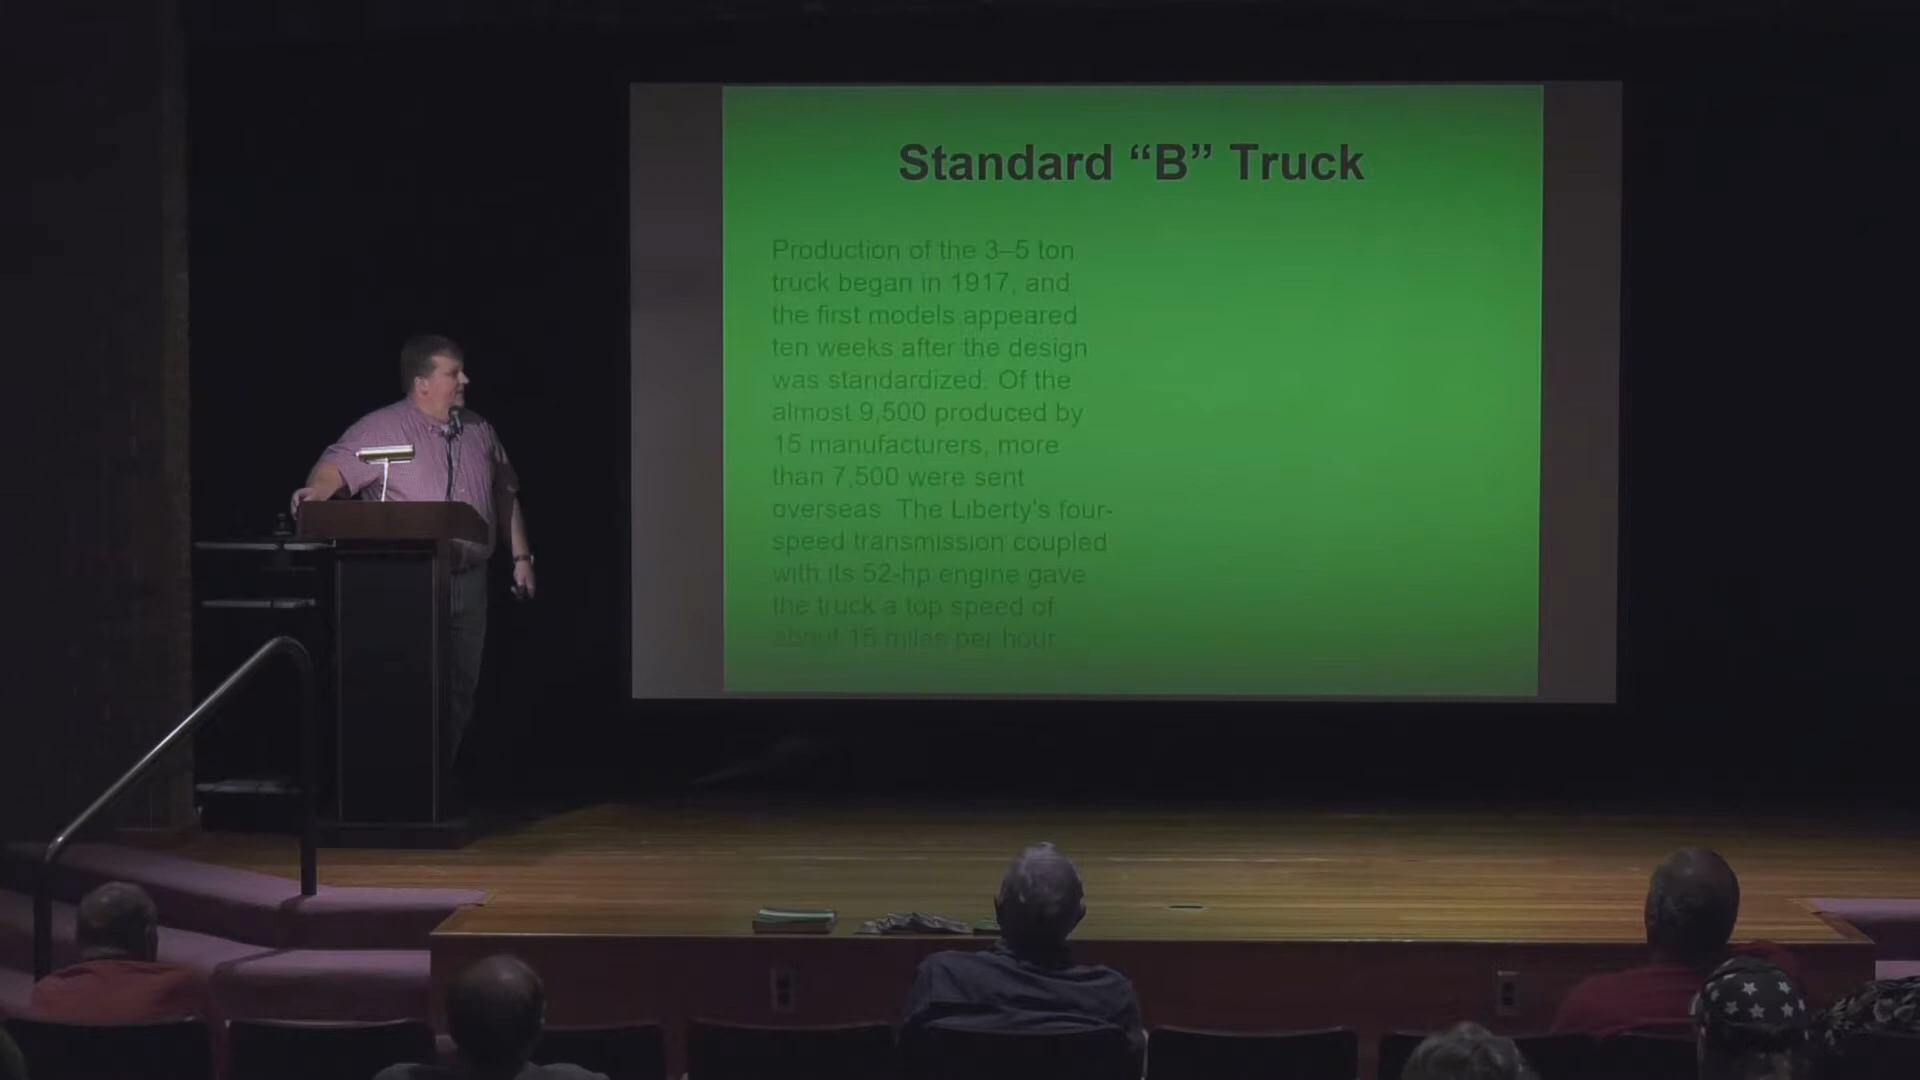 Standard “B” Truck
Production of the 3–5 ton
truck began in 1917, and
the first models appeared
ten weeks after the design
was standardized. Of the
almost 9,500 produced by
15 manufacturers, more
than 7,500 were sent
overseas. The Liberty's four-
speed transmission coupled
with its 52-hp engine gave
the truck a top speed of
about 15 miles per hour